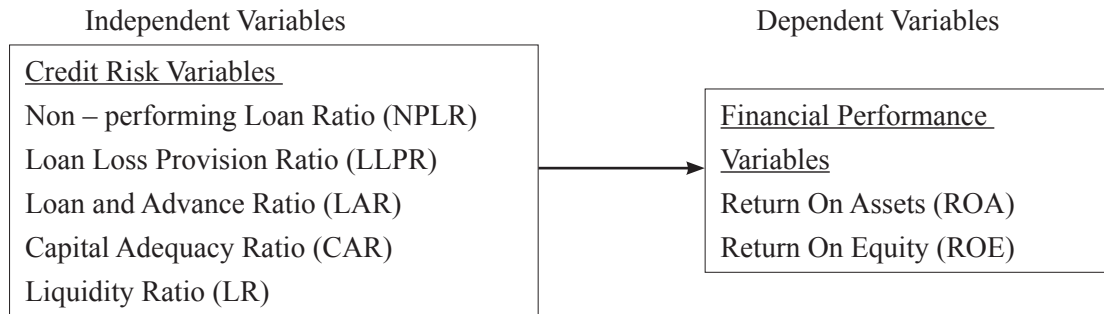 Independent Variables
Dependent Variables
Credit Risk Variables
Non – performing Loan Ratio (NPLR)
Loan Loss Provision Ratio (LLPR)
Loan and Advance Ratio (LAR)
Capital Adequacy Ratio (CAR)
Liquidity Ratio (LR)
Financial Performance
Variables
Return On Assets (ROA)
Return On Equity (ROE)